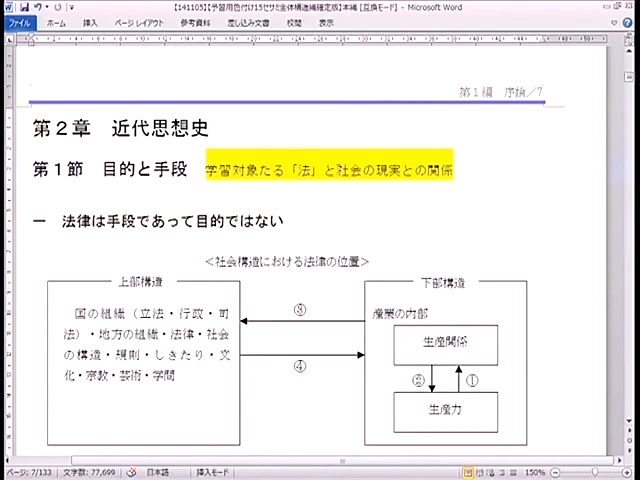 【141105】【予習用色付け15セサミ全体構造編確定版】本編 [互換モード] - Microsoft Word
ファイル ホーム 挿入 ページ レイアウト 参考資料 差し込み文書 校閲 表示
第1編 序論／7
第２章 近代思想史
第１節 目的と手段 学習対象たる「法」と社会の現実との関係
一 法律は手段であって目的ではない
＜社会構造における法律の位置＞
上部構造
国の組織（立法・行政・司
法）・地方の組織・法律・社会
の構造・規則・しきたり・文
化・宗教・芸術・学問
③
④
下部構造
産業の内部
生産関係
② ①
生産力
ページ: 7/133 文字数: 77,699 日本語 挿入モード 150%